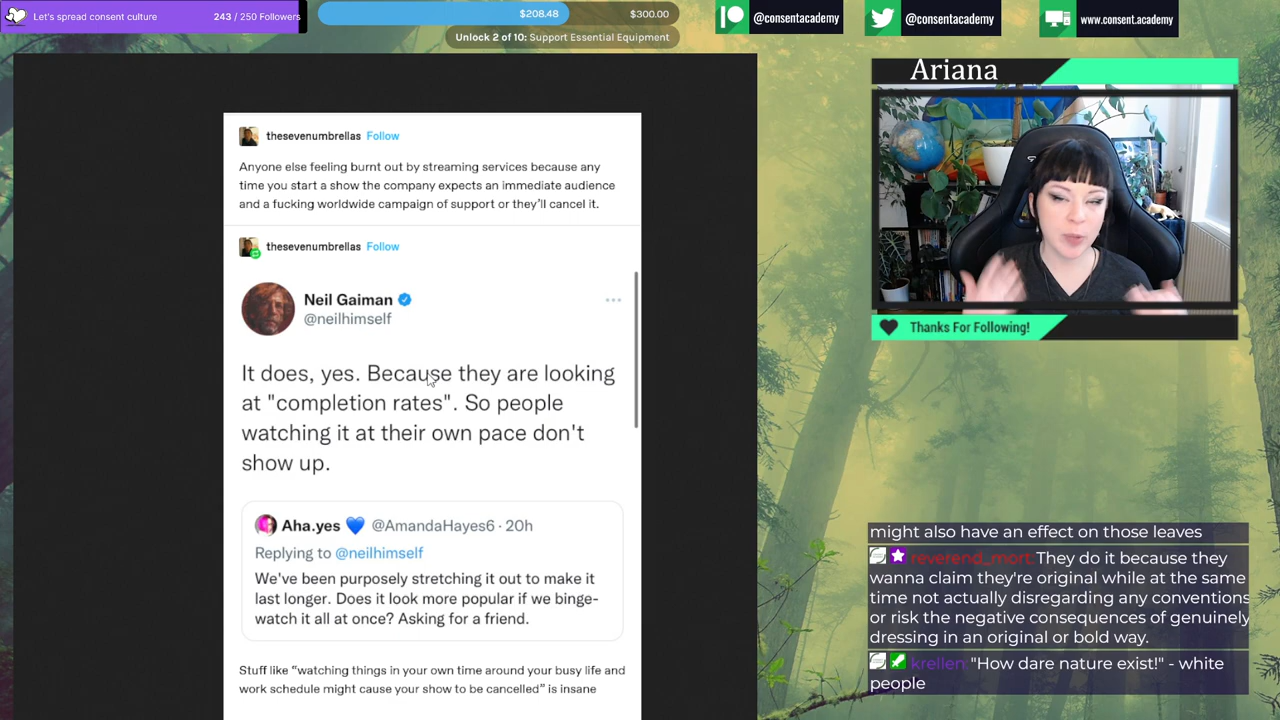 Let's spread consent culture
243 / 250 Followers
$208.48
$300.00
Unlock 2 of 10: Support Essential Equipment
@consentacademy
@consentacademy
www.consent.academy
Ariana
thesevenumbrellas Follow
Anyone else feeling burnt out by streaming services because any
time you start a show the company expects an immediate audience
and a fucking worldwide campaign of support or they'll cancel it.
thesevenumbrellas Follow
Neil Gaiman
@neilhimself
It does, yes. Because they are looking
at "completion rates". So people
watching it at their own pace don't
show up.
Aha.yes 💙 @AmandaHayes6 · 20h
Replying to @neilhimself
We've been purposely stretching it out to make it
last longer. Does it look more popular if we binge-
watch it all at once? Asking for a friend.
Stuff like "watching things in your own time around your busy life and
work schedule might cause your show to be cancelled" is insane
Thanks For Following!
might also have an effect on those leaves
reverend_mort: They do it because they
wanna claim they're original while at the same
time not actually disregarding any conventions
or risk the negative consequences of genuinely
dressing in an original or bold way.
krellen: "How dare nature exist!" - white
people